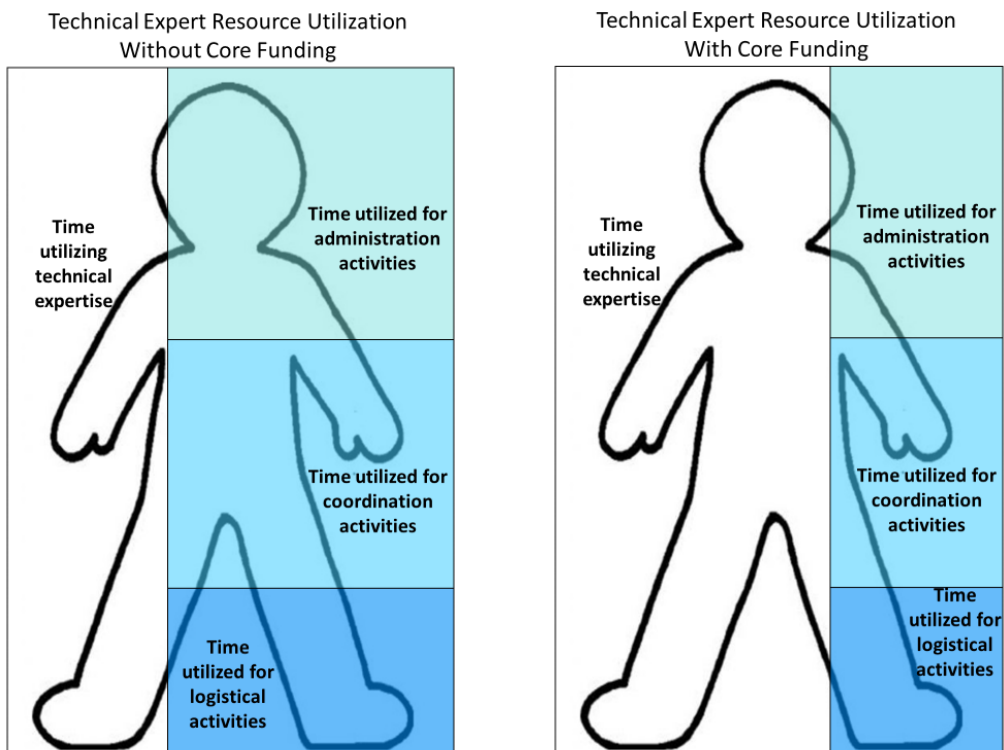 Technical Expert Resource Utilization
Without Core Funding
Time
utilizing
technical
expertise
Time utilized for
administration
activities
Time utilized for
coordination
activities
Time
utilized for
logistical
activities
Technical Expert Resource Utilization
With Core Funding
Time
utilizing
technical
expertise
Time utilized for
administration
activities
Time utilized for
coordination
activities
Time
utilized for
logistical
activities